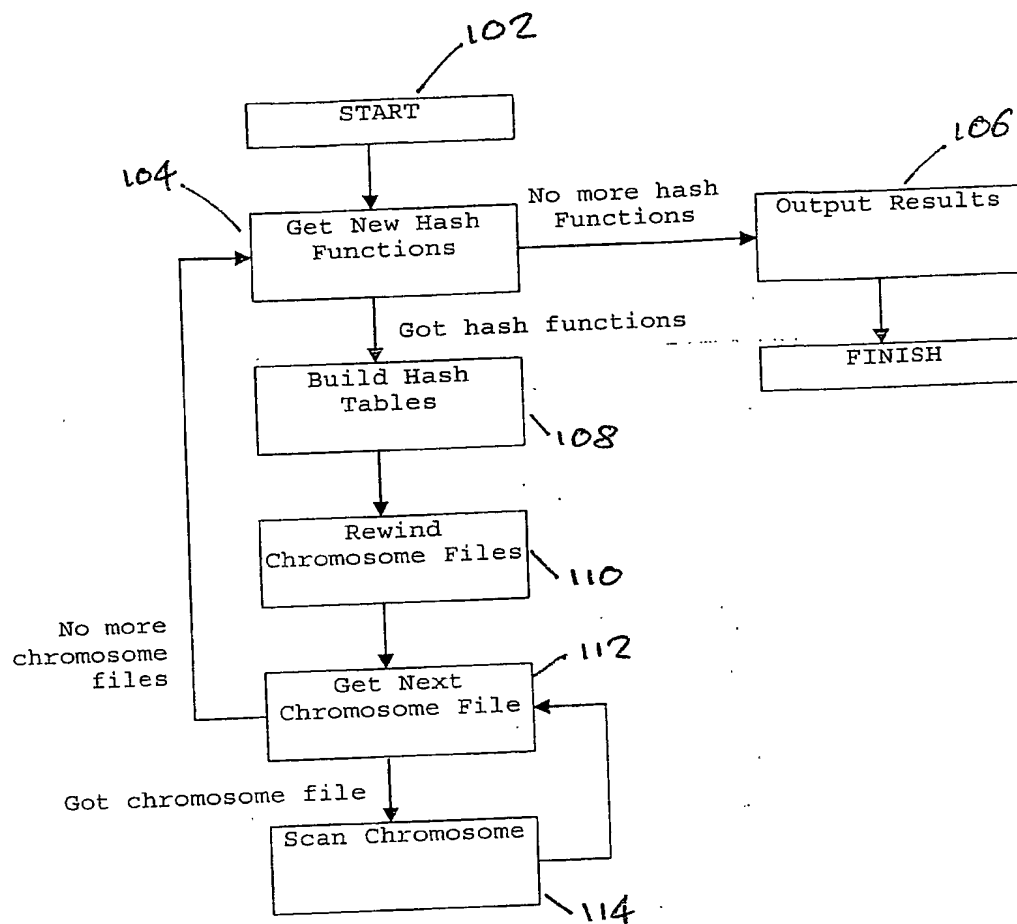 102
START
106
104
No more hash
Functions
Output Results
Get New Hash
Functions
Got hash functions
FINISH
Build Hash
Tables
108
Rewind
Chromosome Files
110
No more
chromosome
files
112
Get Next
Chromosome File
Got chromosome file
Scan Chromosome
114